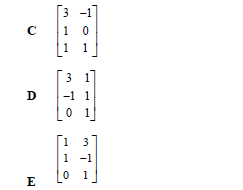 C [3 −1]
[1 0]
[1 1]
D [3 1]
[−1 1]
[0 1]
E [1 3]
[1 −1]
[0 1]